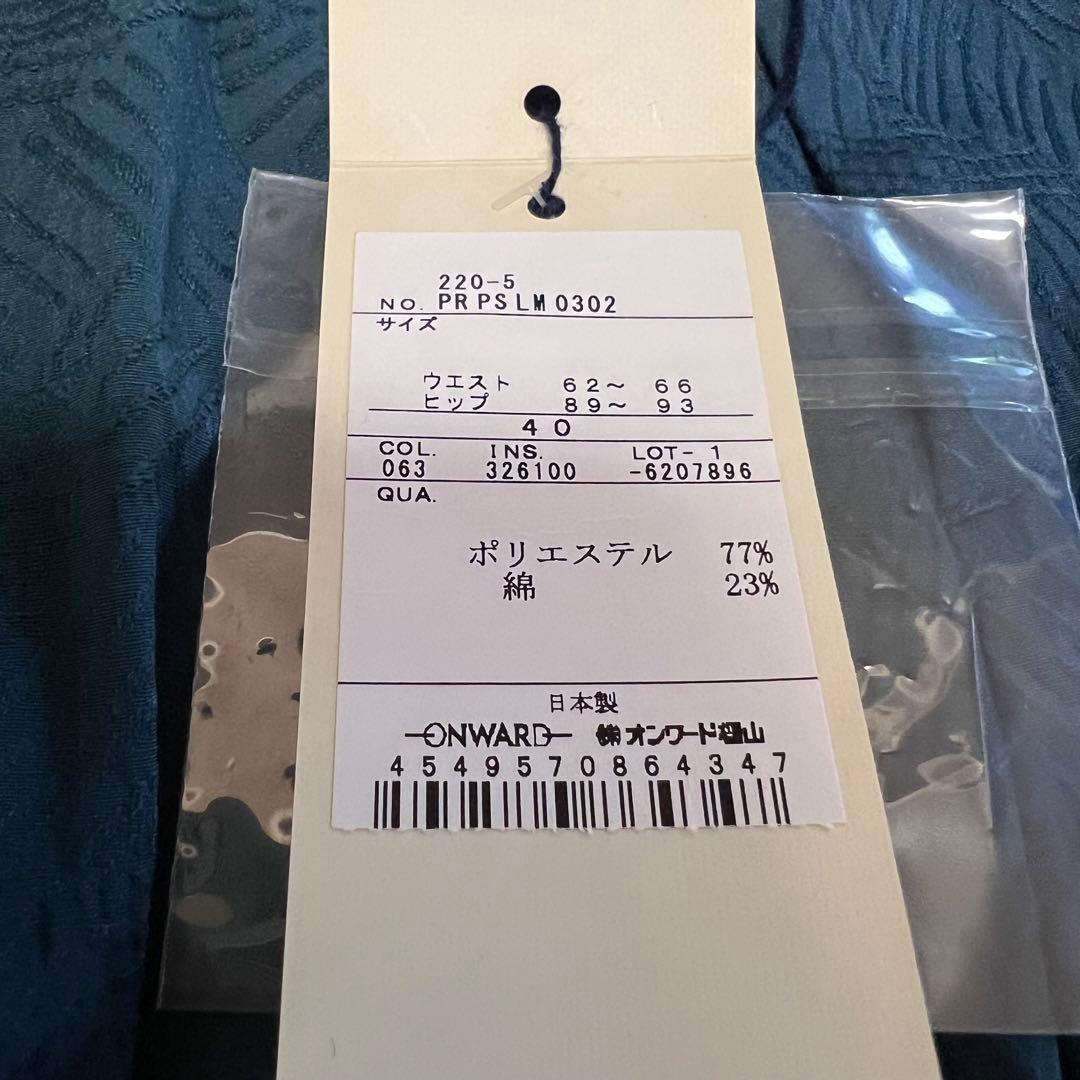 220-5
NO. PRPSLM0302
サイズ
ウエスト 62～ 66
ヒップ 89～ 93
40
COL. INS. LOT- 1
063 326100 -6207896
QUA.
ポリエステル 77%
綿 23%
日本製
ONWARD ㈱オンワード樫山
4549570864347